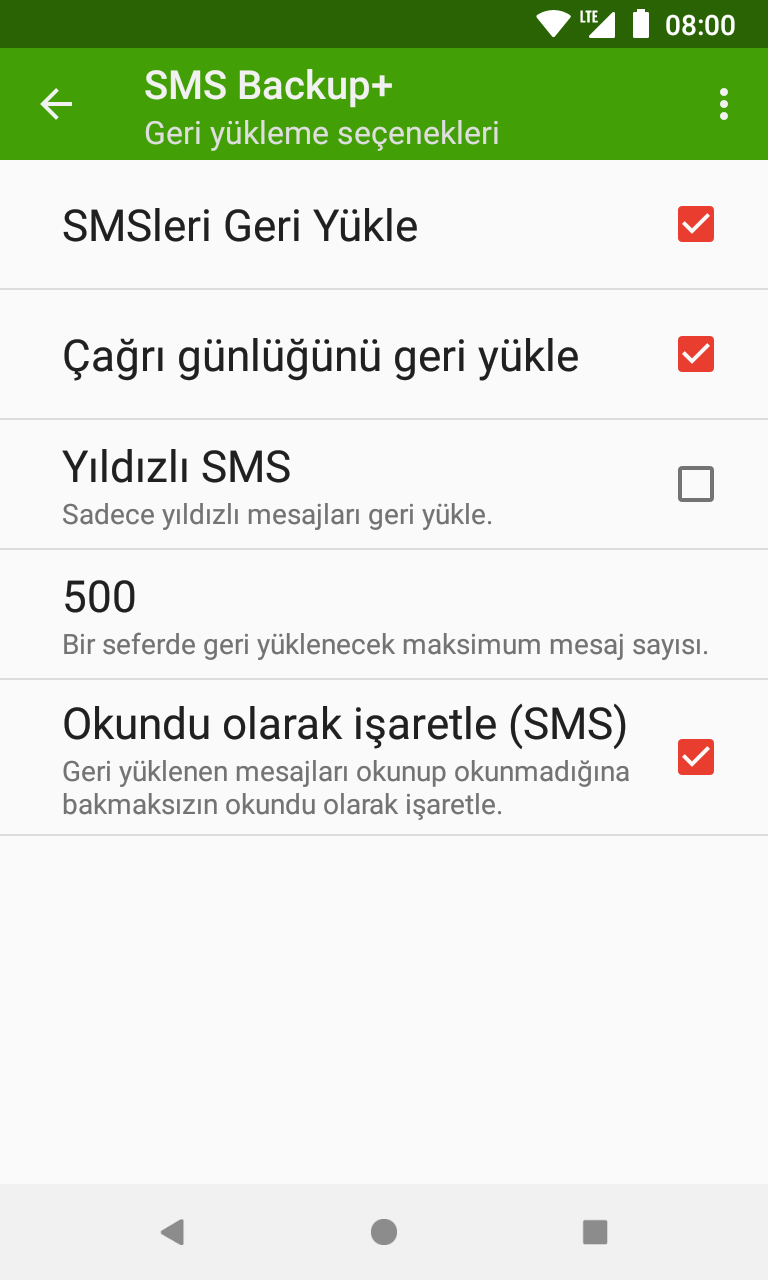 LTE 08:00
SMS Backup+
Geri yükleme seçenekleri
SMSleri Geri Yükle
Çağrı günlüğünü geri yükle
Yıldızlı SMS
Sadece yıldızlı mesajları geri yükle.
500
Bir seferde geri yüklenecek maksimum mesaj sayısı.
Okundu olarak işaretle (SMS)
Geri yüklenen mesajları okunup okunmadığına
bakmaksızın okundu olarak işaretle.